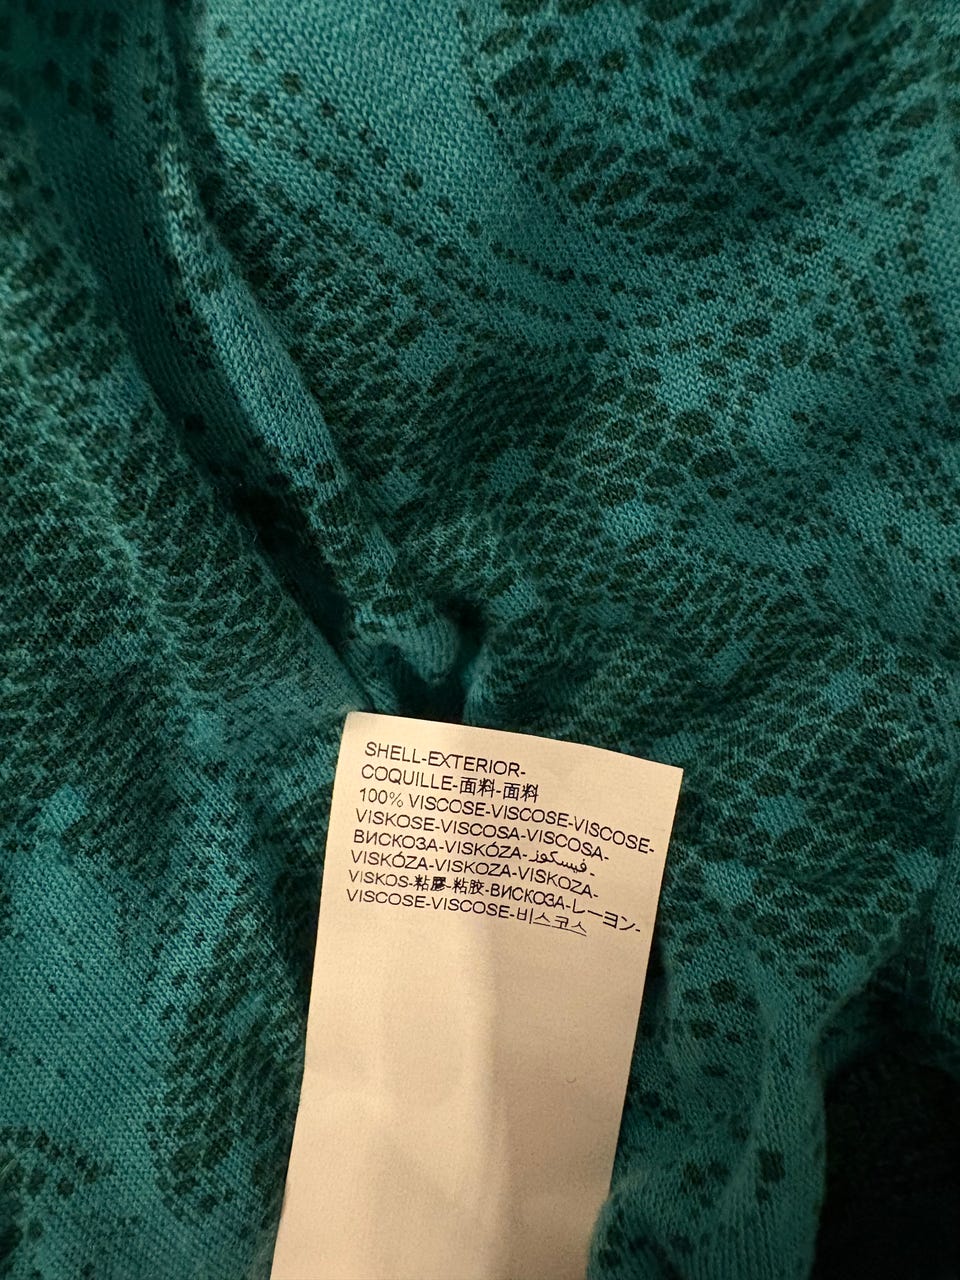 SHELL-EXTERIOR-
COQUILLE-面料-面料
100% VISCOSE-VISCOSE-VISCOSE-
VISKOSE-VISCOSA-VISCOSA-
ВИСКОЗА-VISKÓZA-فيسكوز-
VISKÓZA-VISKOZA-VISKOZA-
VISKOS-粘膠-粘胶-ВИСКОЗА-レーヨン-
VISCOSE-VISCOSE-비스코스